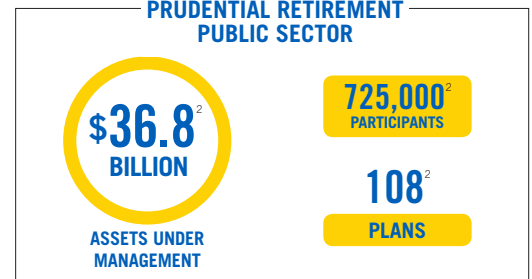 PRUDENTIAL RETIREMENT
PUBLIC SECTOR
$36.8²
BILLION
ASSETS UNDER
MANAGEMENT
725,000²
PARTICIPANTS
108²
PLANS